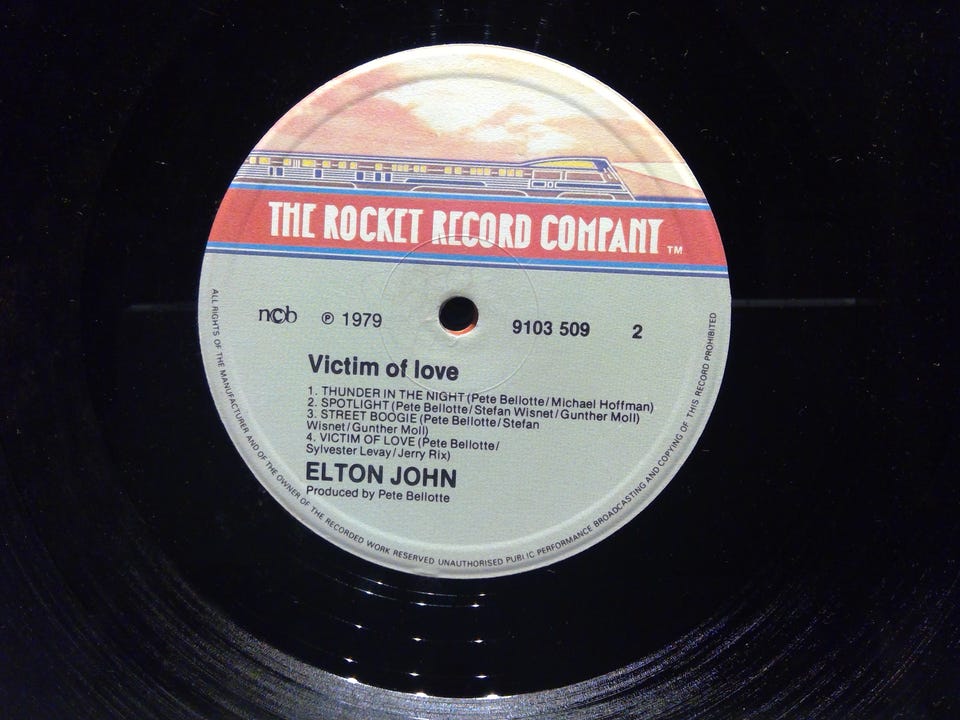 THE ROCKET RECORD COMPANY TM
ncb ℗ 1979 9103 509 2
Victim of love
1. THUNDER IN THE NIGHT (Pete Bellotte/Michael Hoffman)
2. SPOTLIGHT (Pete Bellotte/Stefan Wisnet/Gunther Moll)
3. STREET BOOGIE (Pete Bellotte/Stefan
Wisnet/Gunther Moll)
4. VICTIM OF LOVE (Pete Bellotte/
Sylvester Levay/Jerry Rix)
ELTON JOHN
Produced by Pete Bellotte
ALL RIGHTS OF THE MANUFACTURER AND OF THE OWNER OF THE RECORDED WORK RESERVED UNAUTHORISED PUBLIC PERFORMANCE BROADCASTING AND COPYING OF THIS RECORD PROHIBITED